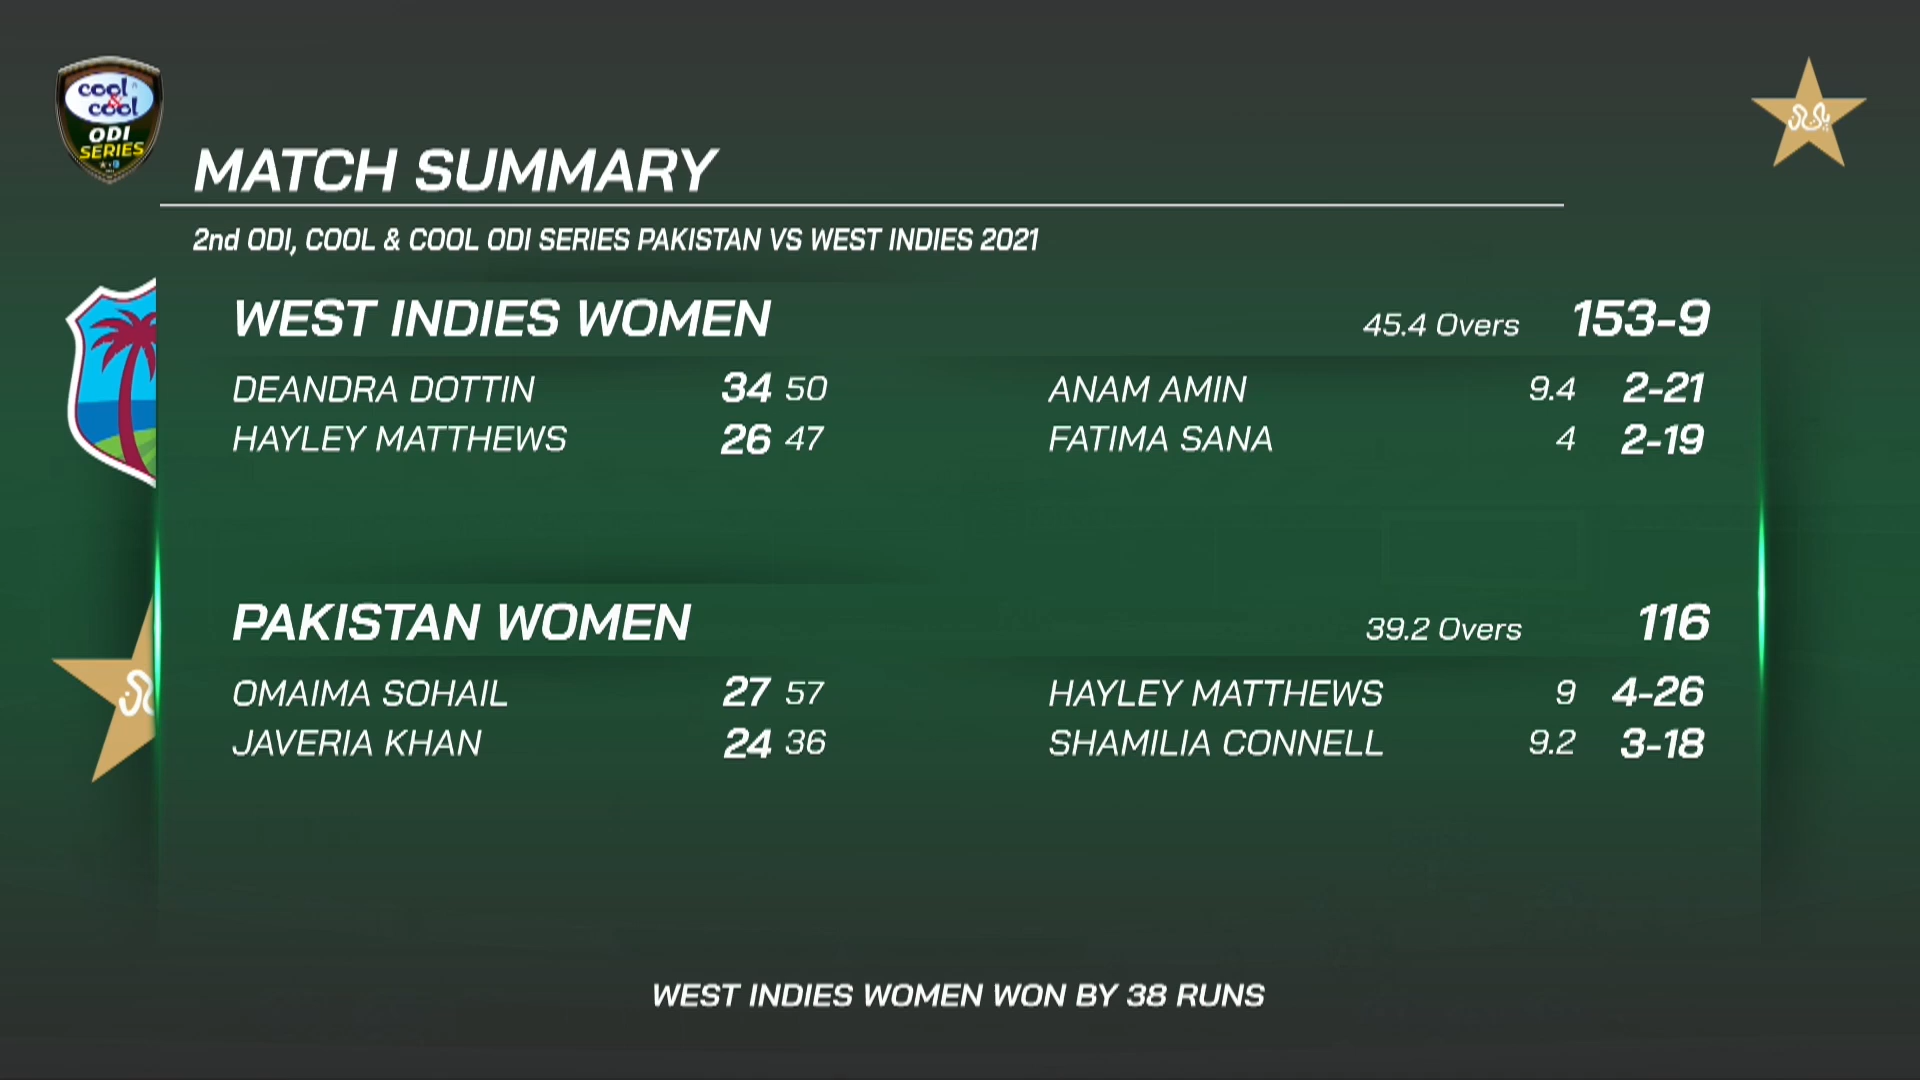 cool & cool
ODI
SERIES
MATCH SUMMARY
2nd ODI, COOL & COOL ODI SERIES PAKISTAN VS WEST INDIES 2021
WEST INDIES WOMEN 45.4 Overs 153-9
DEANDRA DOTTIN 34 50 ANAM AMIN 9.4 2-21
HAYLEY MATTHEWS 26 47 FATIMA SANA 4 2-19
PAKISTAN WOMEN 39.2 Overs 116
OMAIMA SOHAIL 27 57 HAYLEY MATTHEWS 9 4-26
JAVERIA KHAN 24 36 SHAMILIA CONNELL 9.2 3-18
WEST INDIES WOMEN WON BY 38 RUNS